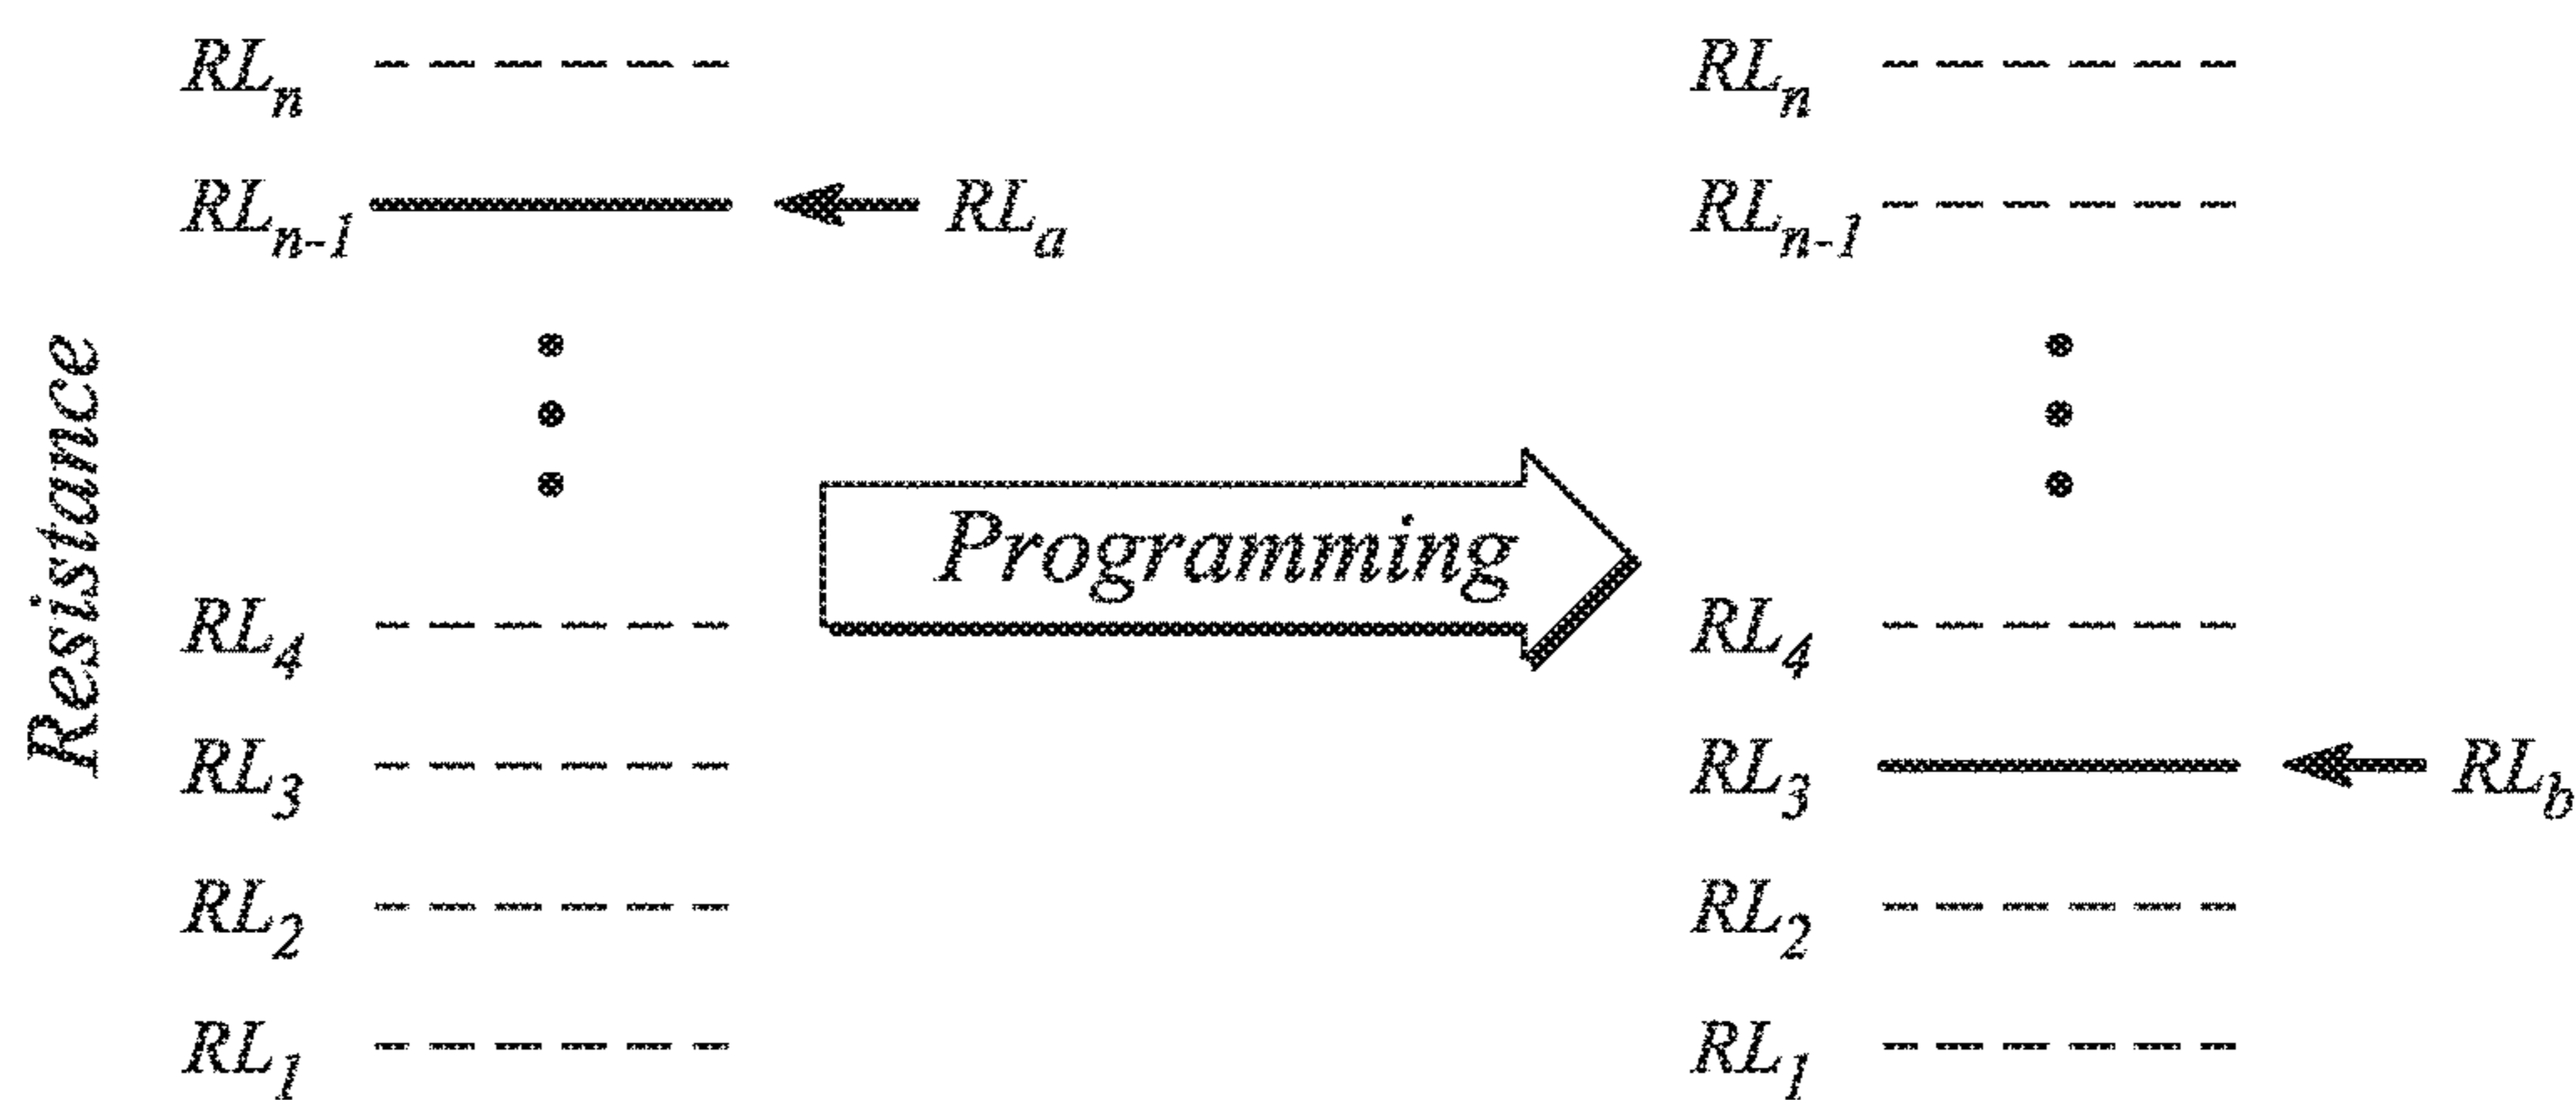 RLn RLn
RLn-1 RLa RLn-1
Resistance
Programming
RL4 RL4
RL3 RL3 RLb
RL2 RL2
RL1 RL1